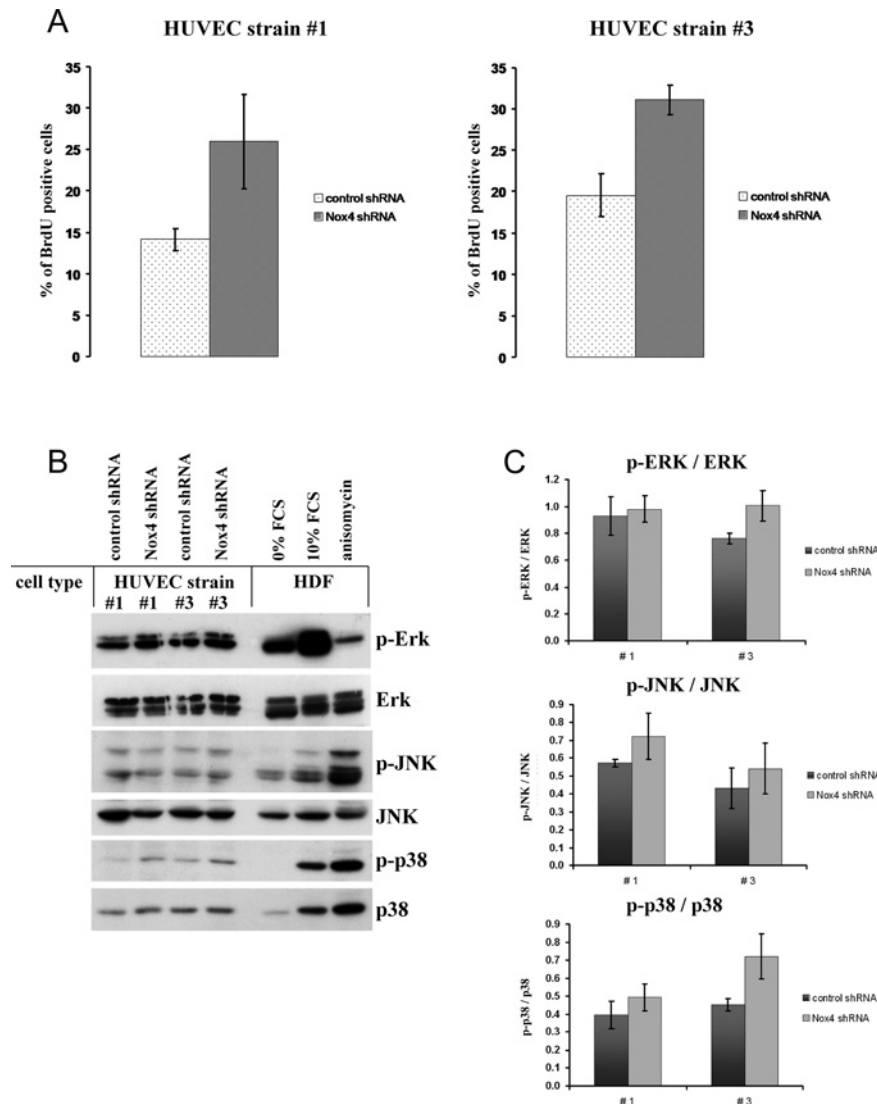 A
HUVEC strain #1
HUVEC strain #3
35
30
25
20
15
10
5
0
% of BrdU positive cells
control shRNA
Nox4 shRNA
35
30
25
20
15
10
5
0
% of BrdU positive cells
control shRNA
Nox4 shRNA
B
control shRNA
Nox4 shRNA
control shRNA
Nox4 shRNA
0% FCS
10% FCS
anisomycin
cell type
HUVEC strain
HDF
#1 #1 #3 #3
p-Erk
Erk
p-JNK
JNK
p-p38
p38
C
p-ERK / ERK
1.2
1.0
0.8
0.6
0.4
0.2
0.0
p-ERK / ERK
# 1
# 3
control shRNA
Nox4 shRNA
p-JNK / JNK
0.9
0.8
0.7
0.6
0.5
0.4
0.3
0.2
0.1
0.0
p-JNK / JNK
# 1
# 3
control shRNA
Nox4 shRNA
p-p38 / p38
0.9
0.8
0.7
0.6
0.5
0.4
0.3
0.2
0.1
0.0
p-p38 / p38
# 1
# 3
control shRNA
Nox4 shRNA